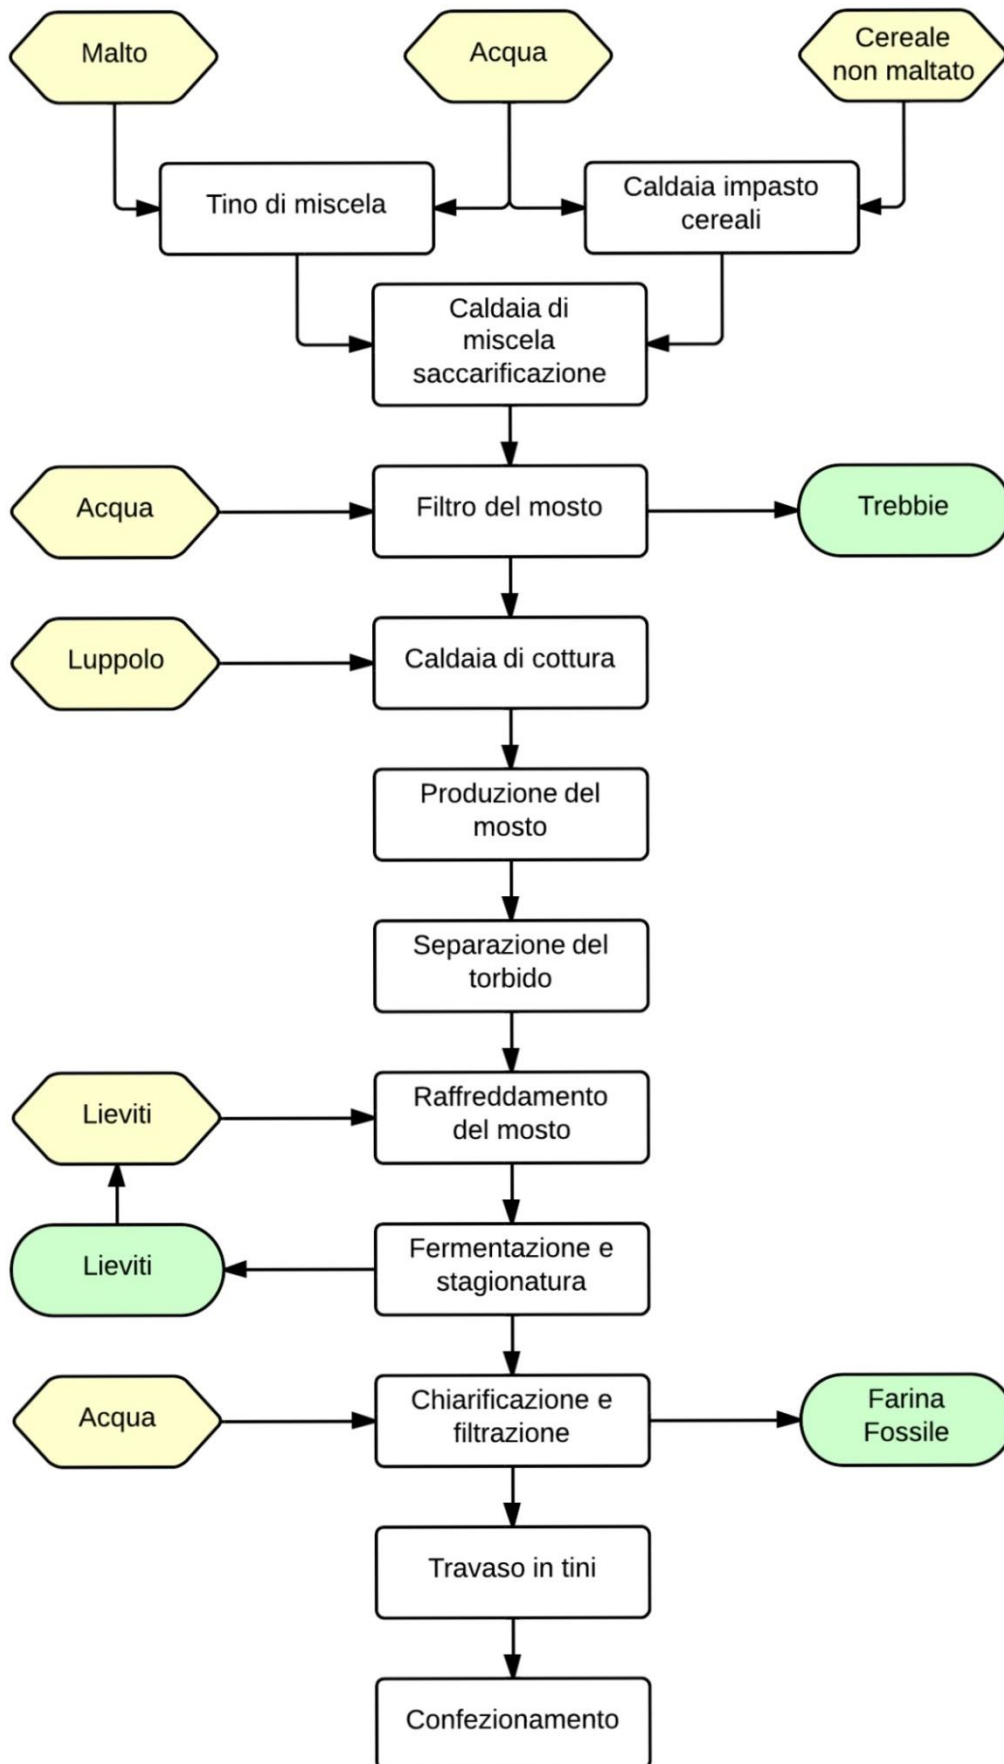 Malto
Acqua
Cereale
non maltato
Tino di miscela
Caldaia impasto
cereali
Caldaia di
miscela
saccarificazione
Acqua
Filtro del mosto
Trebbie
Luppolo
Caldaia di cottura
Produzione del
mosto
Separazione del
torbido
Lieviti
Raffreddamento
del mosto
Lieviti
Fermentazione e
stagionatura
Acqua
Chiarificazione e
filtrazione
Farina
Fossile
Travaso in tini
Confezionamento